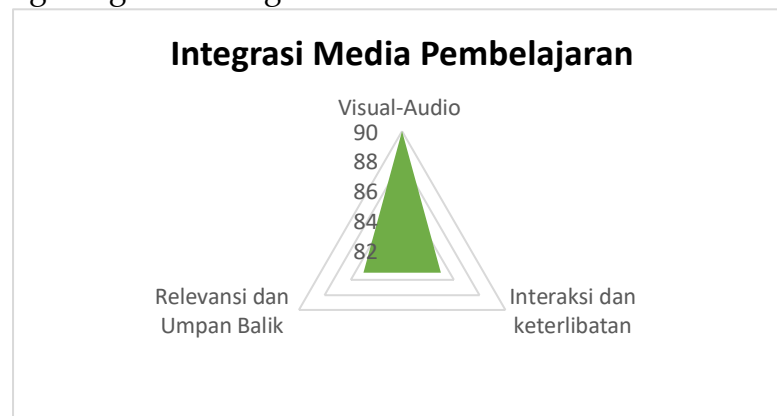 Integrasi Media Pembelajaran
Visual-Audio
90
88
86
84
82
Relevansi dan
Umpan Balik
Interaksi dan
keterlibatan